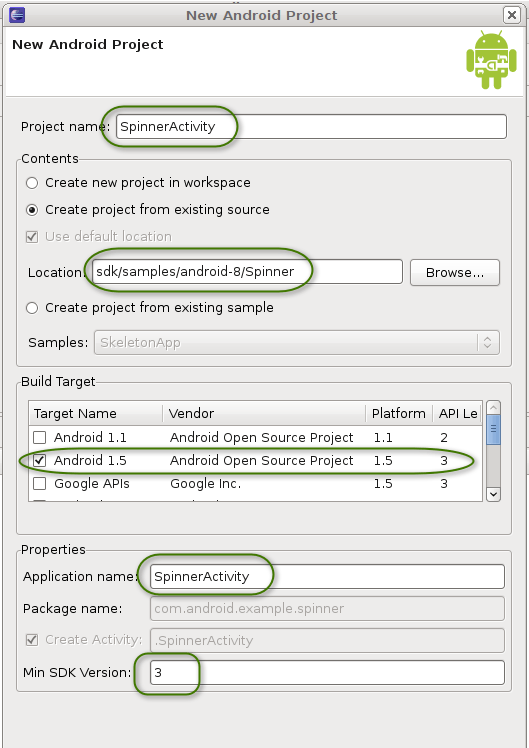 New Android Project
New Android Project
Project name: SpinnerActivity
Contents
Create new project in workspace
Create project from existing source
Use default location
Location: sdk/samples/android-8/Spinner Browse...
Create project from existing sample
Samples: SkeletonApp
Build Target
Target Name Vendor Platform API Le
Android 1.1 Android Open Source Project 1.1 2
Android 1.5 Android Open Source Project 1.5 3
Google APIs Google Inc. 1.5 3
Properties
Application name: SpinnerActivity
Package name: com.android.example.spinner
Create Activity: .SpinnerActivity
Min SDK Version: 3